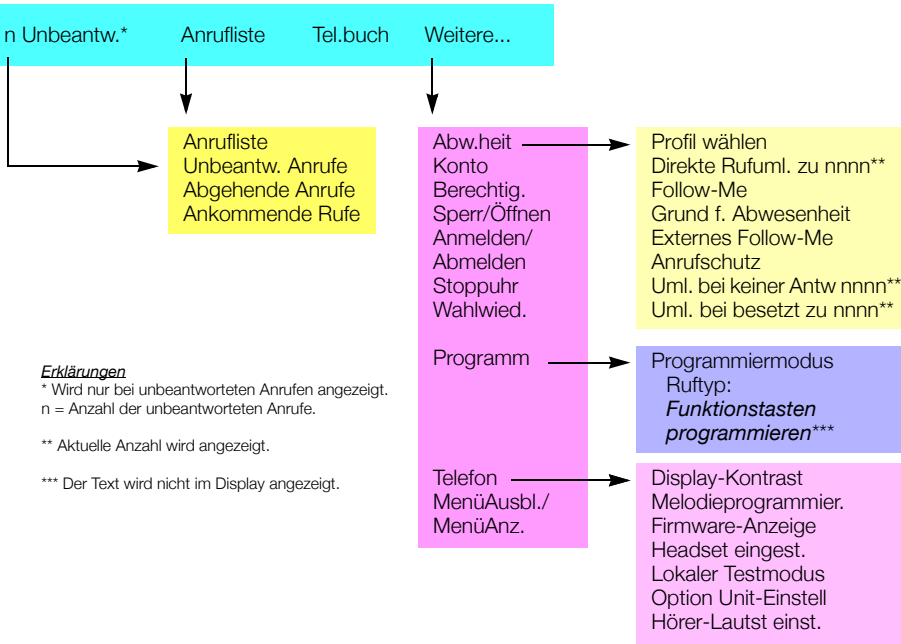 n Unbeantw.* Anrufliste Tel.buch Weitere...
Anrufliste
Unbeantw. Anrufe
Abgehende Anrufe
Ankommende Rufe
Abw.heit
Konto
Berechtig.
Sperr/Öffnen
Anmelden/
Abmelden
Stoppuhr
Wahlwied.
Programm
Telefon
MenüAusbl./
MenüAnz.
Profil wählen
Direkte Rufuml. zu nnnn**
Follow-Me
Grund f. Abwesenheit
Externes Follow-Me
Anrufschutz
Uml. bei keiner Antw nnnn**
Uml. bei besetzt zu nnnn**
Programmiermodus
Ruftyp:
Funktionstasten
programmieren***
Display-Kontrast
Melodieprogrammier.
Firmware-Anzeige
Headset eingest.
Lokaler Testmodus
Option Unit-Einstell
Hörer-Lautst einst.
Erklärungen
* Wird nur bei unbeantworteten Anrufen angezeigt.
n = Anzahl der unbeantworteten Anrufe.
** Aktuelle Anzahl wird angezeigt.
*** Der Text wird nicht im Display angezeigt.